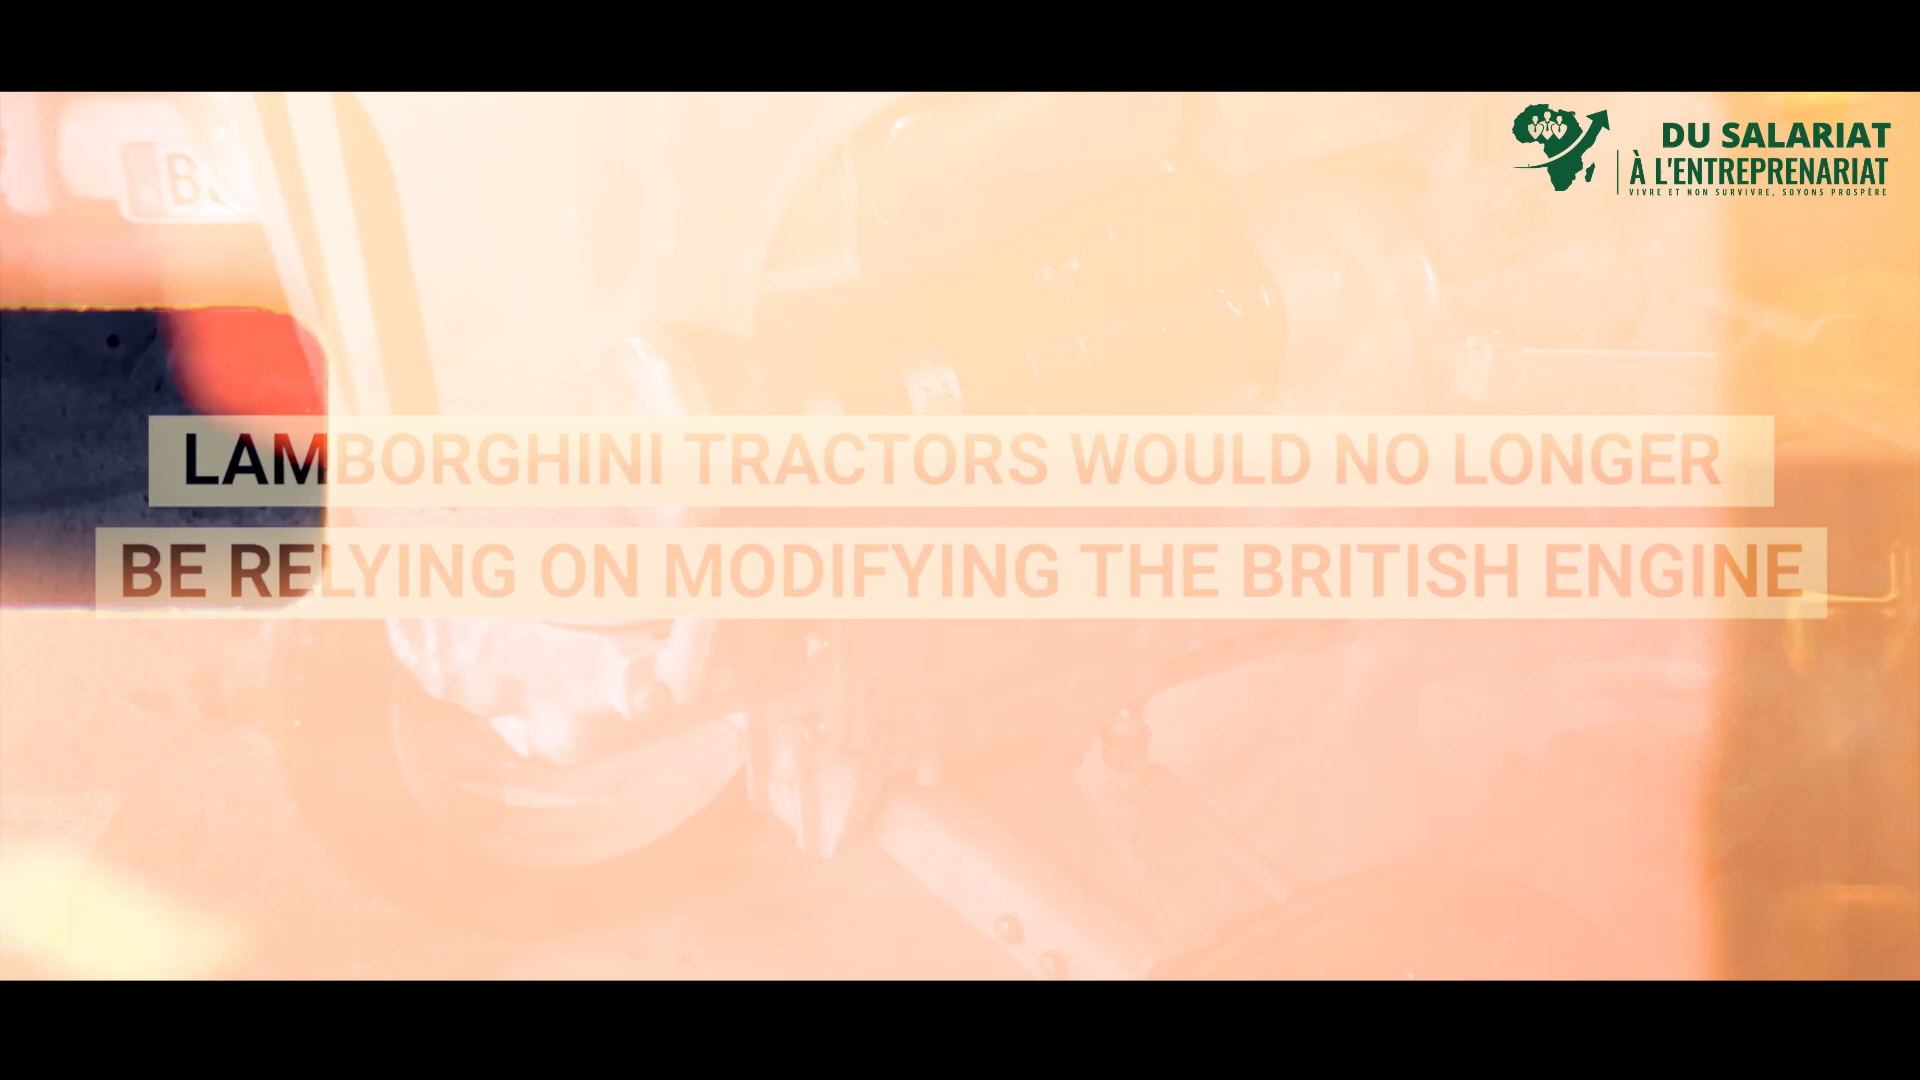 DU SALARIAT
À L'ENTREPRENARIAT
VIVRE ET NON SURVIVRE, SOYONS PROSPÈRE
LAMBORGHINI TRACTORS WOULD NO LONGER
BE RELYING ON MODIFYING THE BRITISH ENGINE